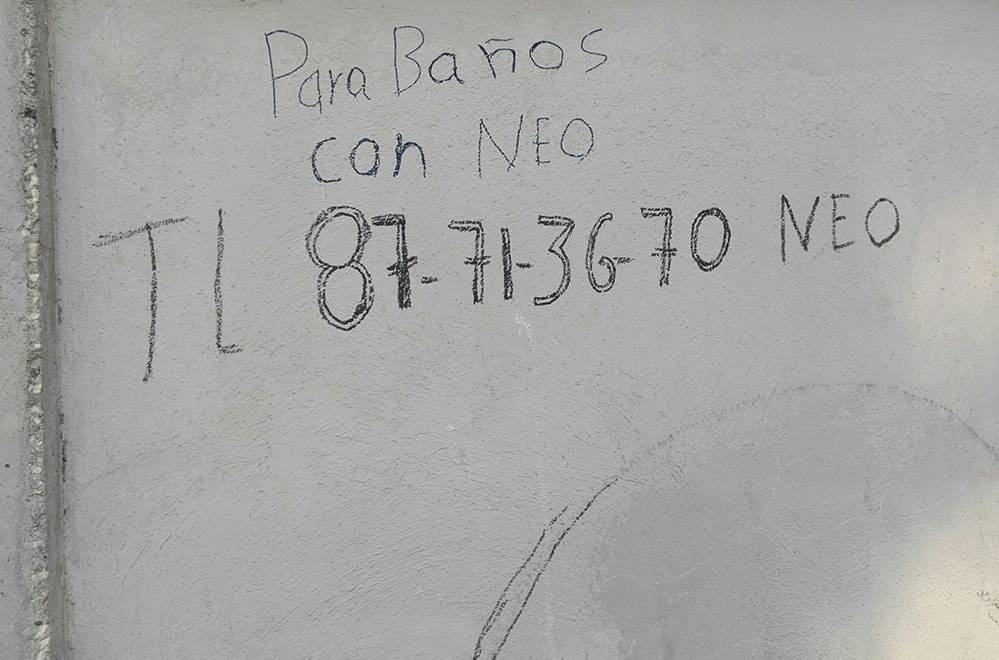 Para Baños
con NEO
TL 87-71-36-70 NEO